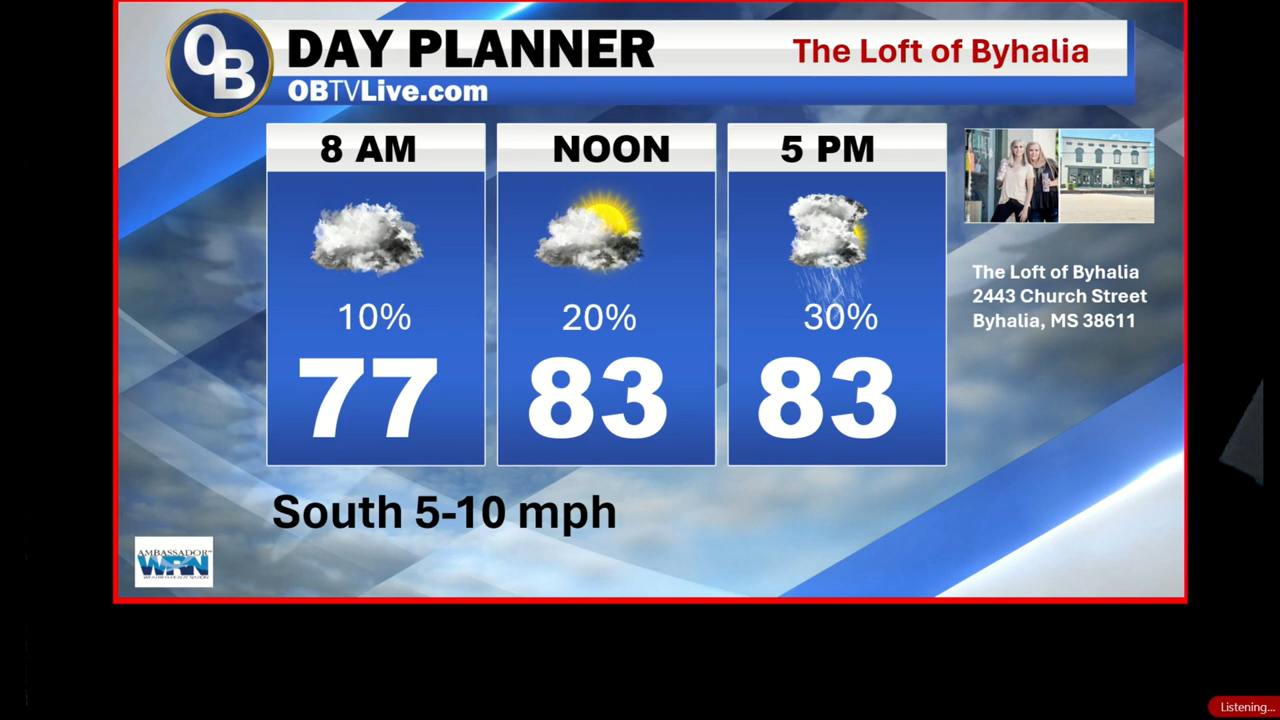 OB
DAY PLANNER
The Loft of Byhalia
OBTVLive.com
8 AM
NOON
5 PM
10%
20%
30%
77
83
83
The Loft of Byhalia
2443 Church Street
Byhalia, MS 38611
South 5-10 mph
AMBASSADOR
WRN
Listening...